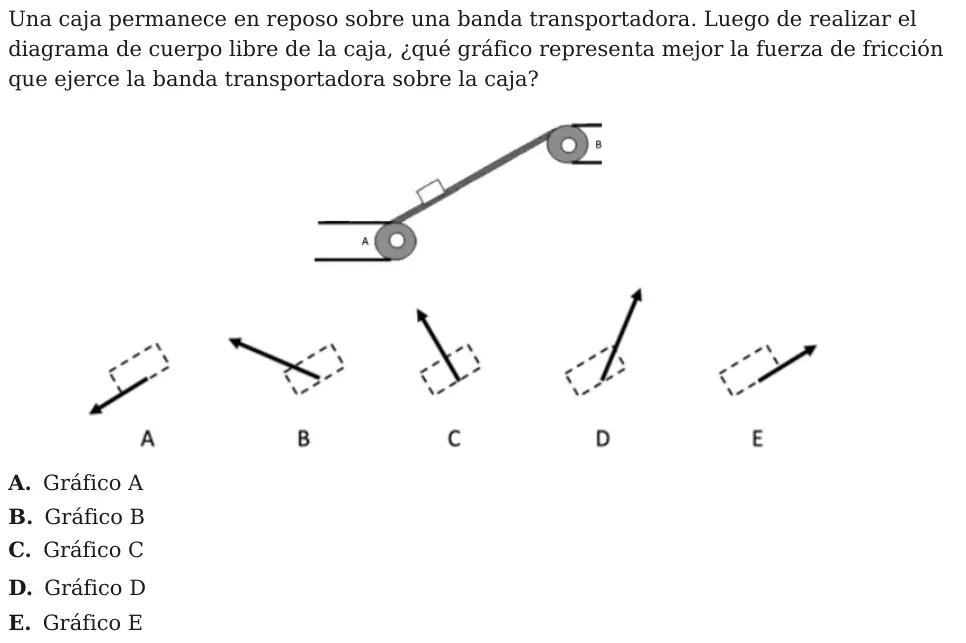 Una caja permanece en reposo sobre una banda transportadora. Luego de realizar el
diagrama de cuerpo libre de la caja, ¿qué gráfico representa mejor la fuerza de fricción
que ejerce la banda transportadora sobre la caja?
B
A
A B C D E
A. Gráfico A
B. Gráfico B
C. Gráfico C
D. Gráfico D
E. Gráfico E